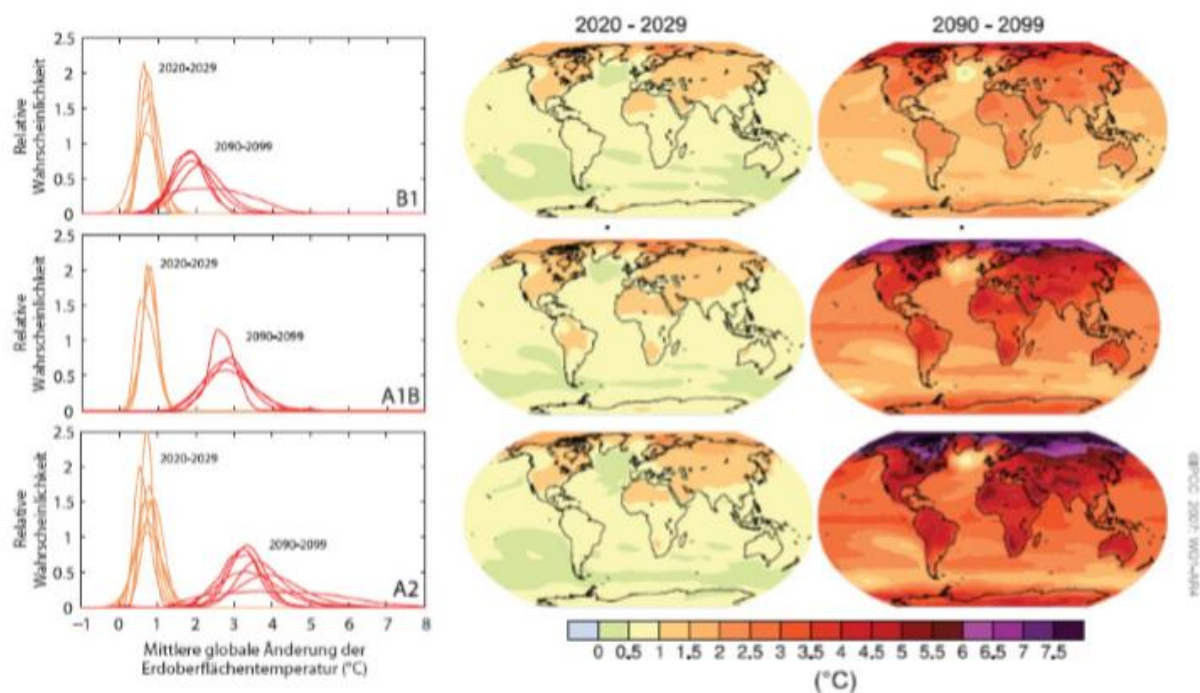 2020 - 2029
2090 - 2099
Relative
Wahrscheinlichkeit
2.5
2
1.5
1
0.5
0
2020-2029
2090-2099
B1
Relative
Wahrscheinlichkeit
2.5
2
1.5
1
0.5
0
2020-2029
2090-2099
A1B
Relative
Wahrscheinlichkeit
2.5
2
1.5
1
0.5
0
2020-2029
2090-2099
A2
-1 0 1 2 3 4 5 6 7 8
Mittlere globale Änderung der
Erdoberflächentemperatur (°C)
0 0.5 1 1.5 2 2.5 3 3.5 4 4.5 5 5.5 6 6.5 7 7.5
(°C)
©IPCC 2007: WG1-AR4